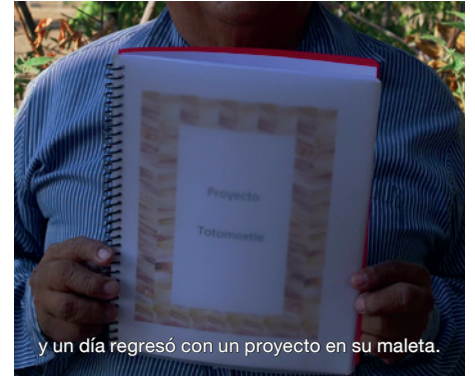 Proyecto
Totomoxtle
y un día regresó con un proyecto en su maleta.